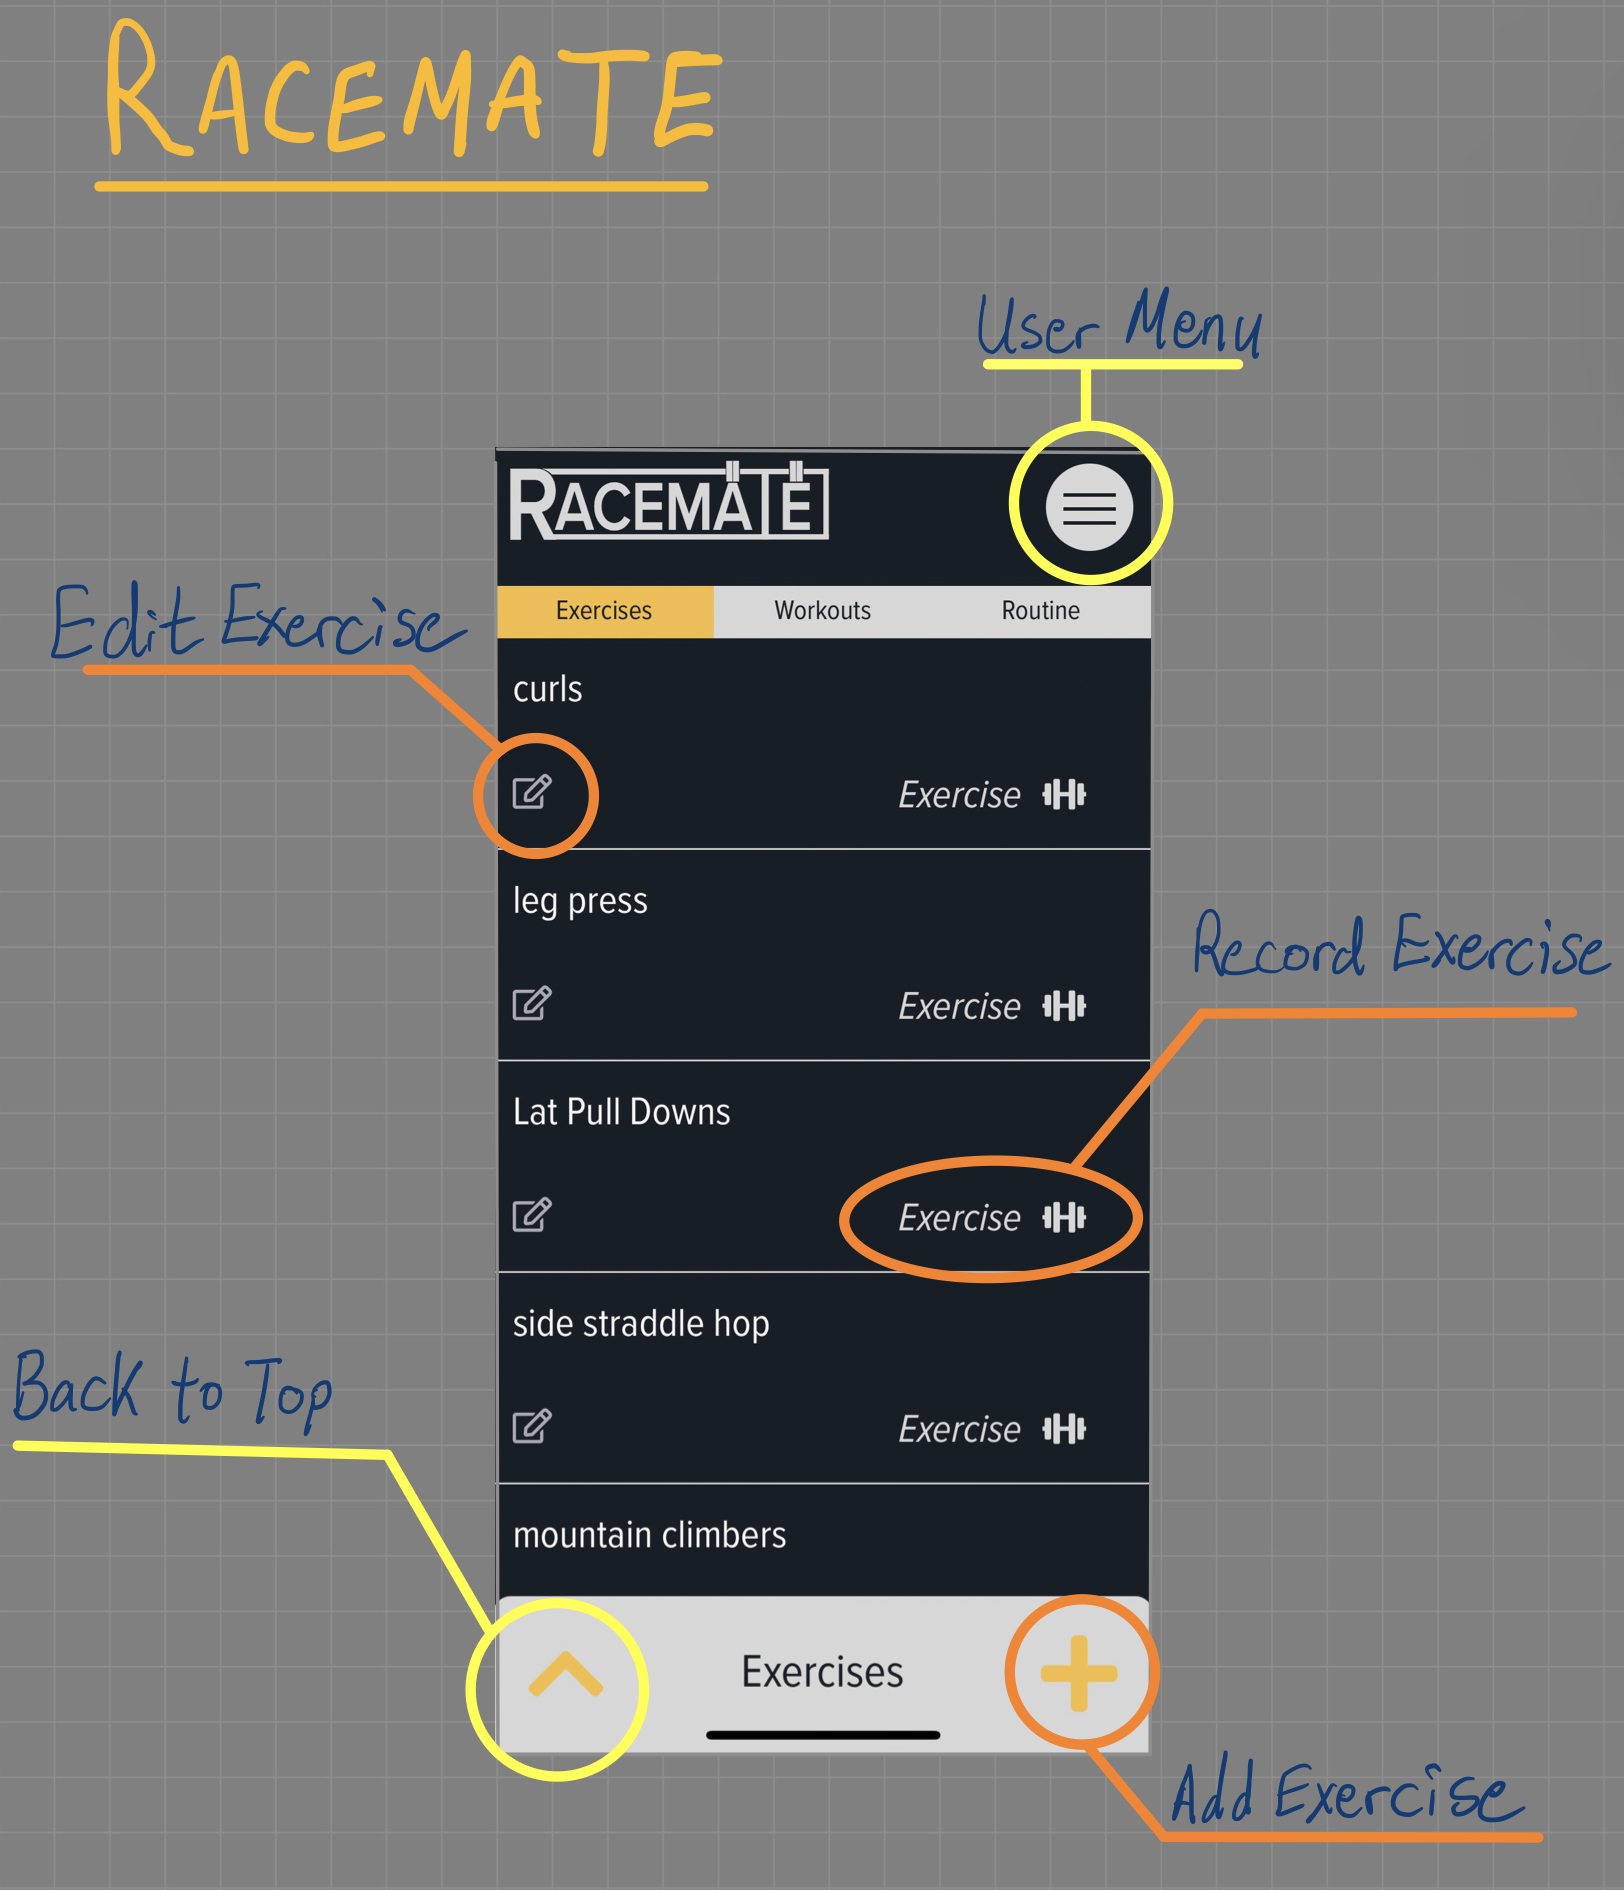 RACEMATE
User Menu
RACEMATE
Exercises Workouts Routine
Edit Exercise
curls
Exercise
leg press
Record Exercise
Exercise
Lat Pull Downs
Exercise
side straddle hop
Back to Top
Exercise
mountain climbers
Exercises
Add Exercise